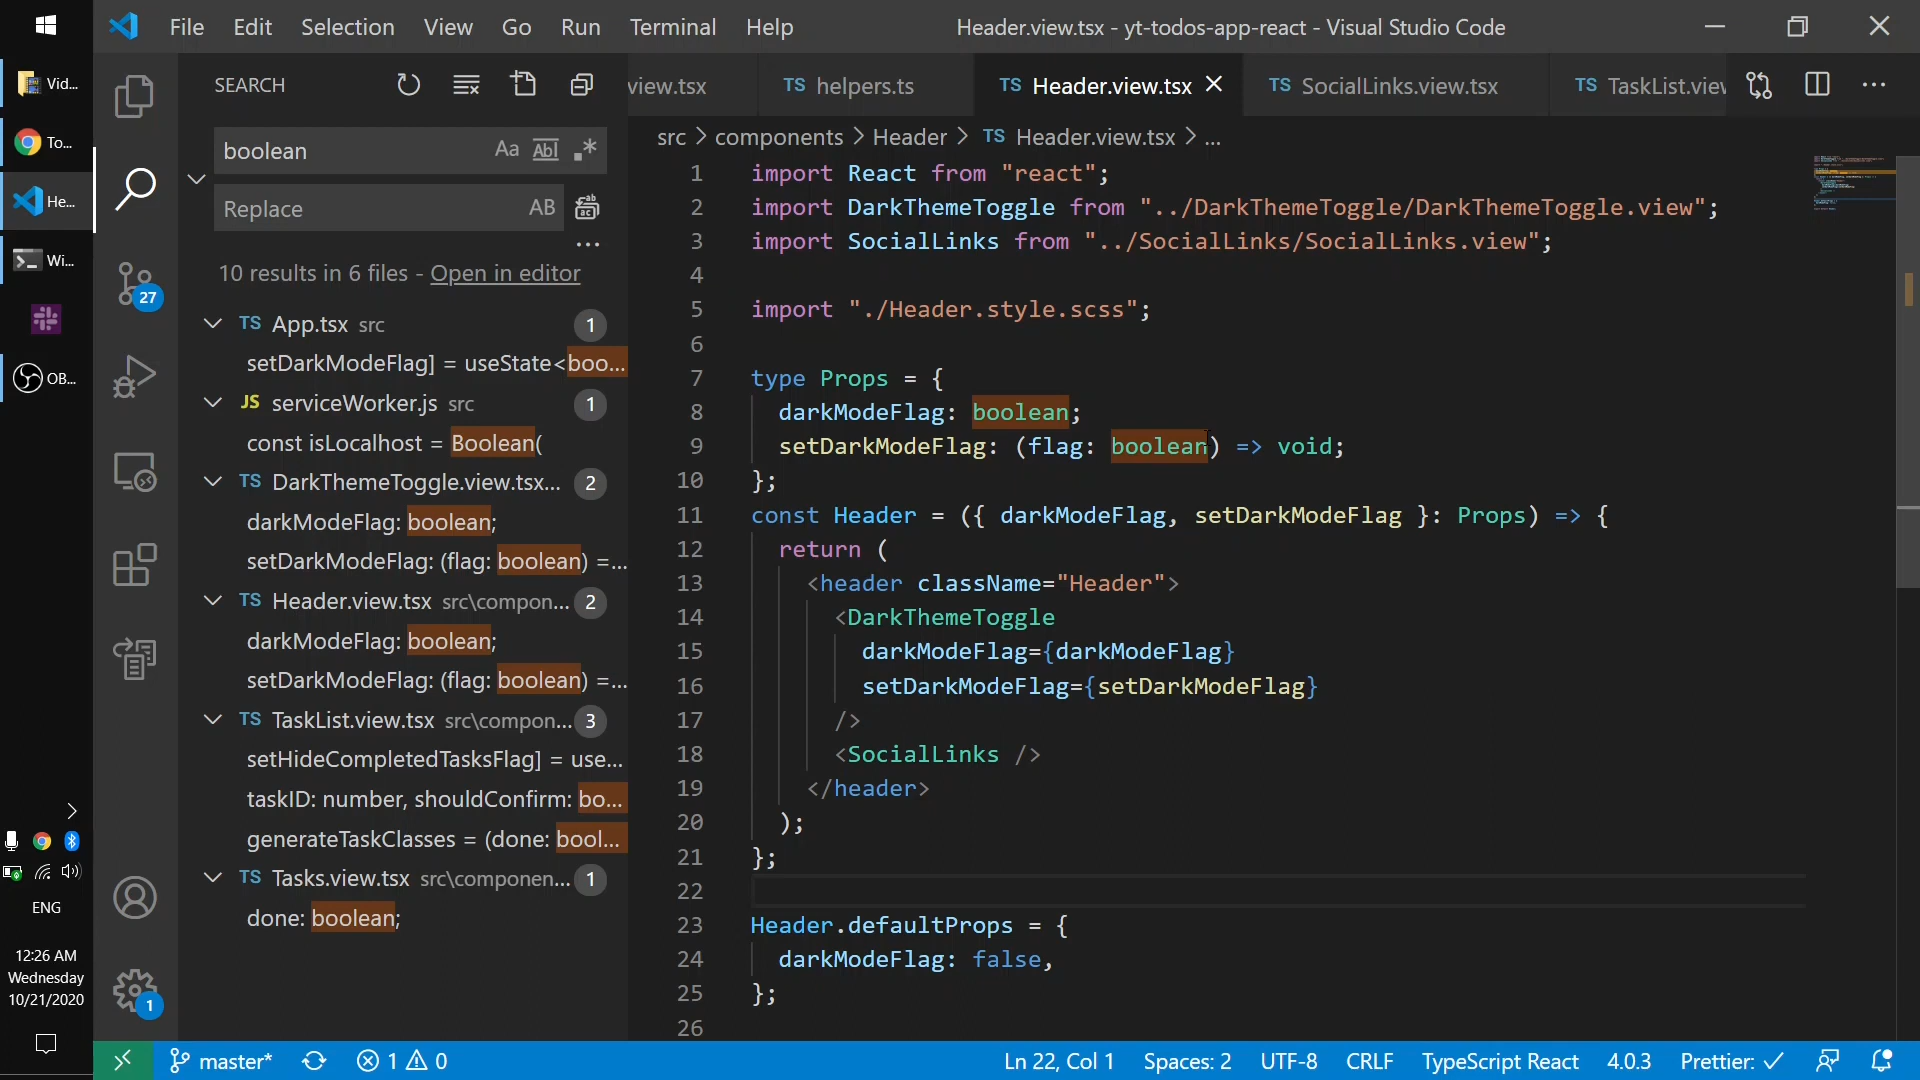 File Edit Selection View Go Run Terminal Help
Header.view.tsx - yt-todos-app-react - Visual Studio Code
Vid...
To...
He...
Wi...
OB...
ENG
12:26 AM
Wednesday
10/21/2020
27
1
SEARCH
boolean
Aa Abl .*
Replace
AB
...
10 results in 6 files - Open in editor
TS App.tsx src 1
setDarkModeFlag] = useState<boo...
JS serviceWorker.js src 1
const isLocalhost = Boolean(
TS DarkThemeToggle.view.tsx... 2
darkModeFlag: boolean;
setDarkModeFlag: (flag: boolean) =...
TS Header.view.tsx src\compon... 2
darkModeFlag: boolean;
setDarkModeFlag: (flag: boolean) =...
TS TaskList.view.tsx src\compon... 3
setHideCompletedTasksFlag] = use...
taskID: number, shouldConfirm: bo...
generateTaskClasses = (done: bool...
TS Tasks.view.tsx src\componen... 1
done: boolean;
view.tsx TS helpers.ts TS Header.view.tsx TS SocialLinks.view.tsx TS TaskList.view
src > components > Header > TS Header.view.tsx > ...
1 import React from "react";
2 import DarkThemeToggle from "../DarkThemeToggle/DarkThemeToggle.view";
3 import SocialLinks from "../SocialLinks/SocialLinks.view";
4
5 import "./Header.style.scss";
6
7 type Props = {
8 darkModeFlag: boolean;
9 setDarkModeFlag: (flag: boolean) => void;
10 };
11 const Header = ({ darkModeFlag, setDarkModeFlag }: Props) => {
12 return (
13 <header className="Header">
14 <DarkThemeToggle
15 darkModeFlag={darkModeFlag}
16 setDarkModeFlag={setDarkModeFlag}
17 />
18 <SocialLinks />
19 </header>
20 );
21 };
22
23 Header.defaultProps = {
24 darkModeFlag: false,
25 };
26
master* 1 0 Ln 22, Col 1 Spaces: 2 UTF-8 CRLF TypeScript React 4.0.3 Prettier: ✓